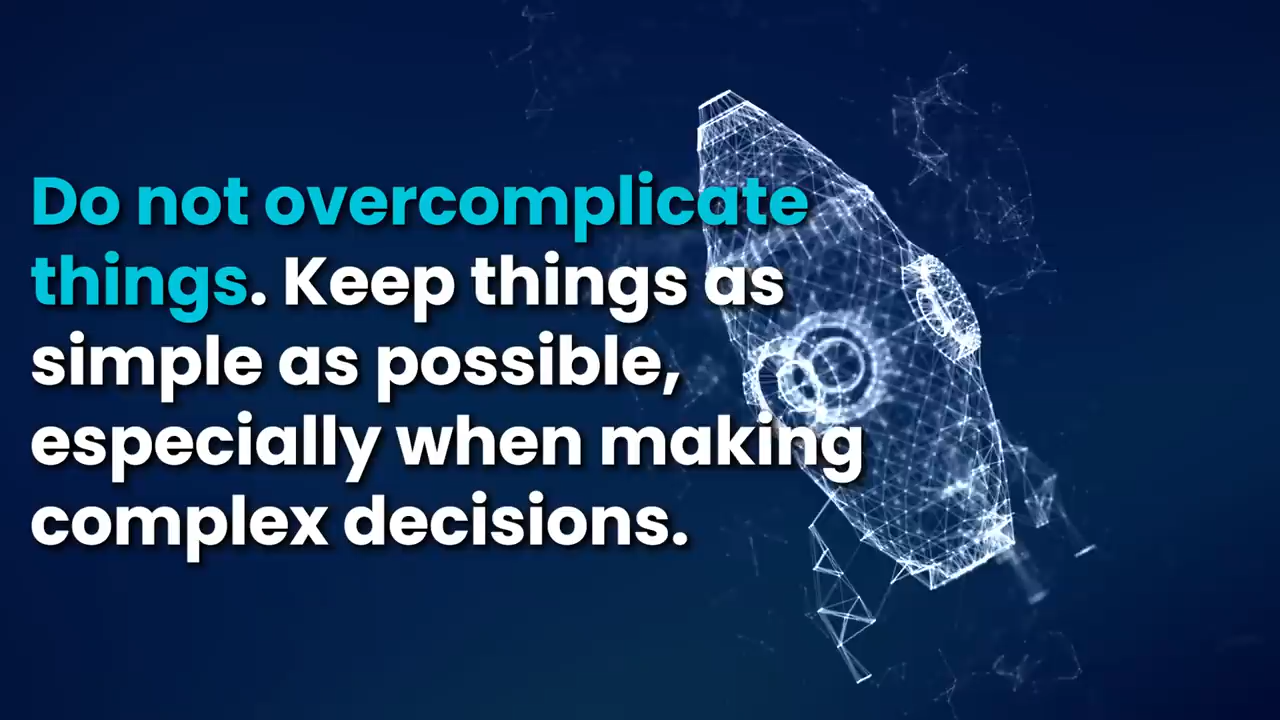 Do not overcomplicate
things. Keep things as
simple as possible,
especially when making
complex decisions.